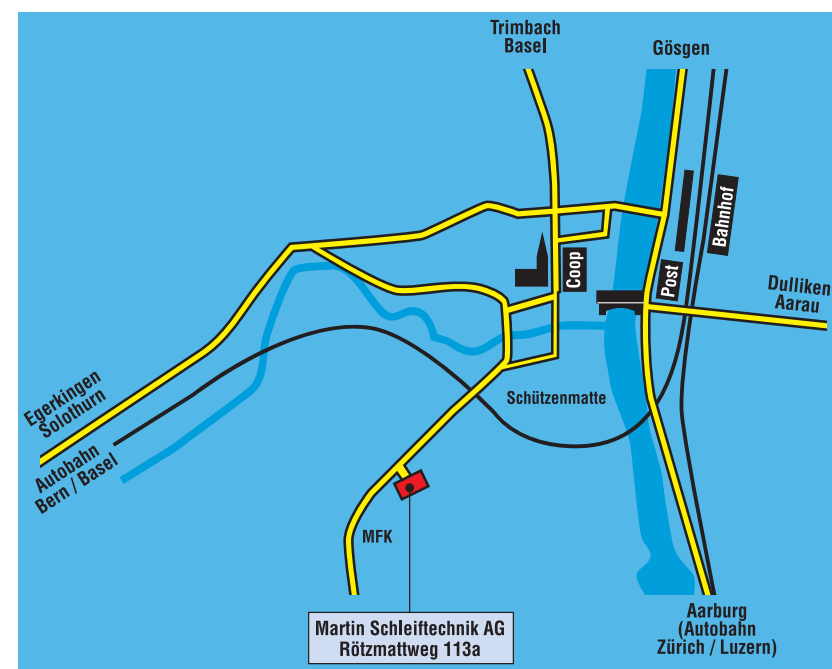 Trimbach
Basel
Gösgen
Bahnhof
Coop
Post
Dulliken
Aarau
Egerkingen
Solothurn
Schützenmatte
Autobahn
Bern / Basel
MFK
Martin Schleiftechnik AG
Rötzmattweg 113a
Aarburg
(Autobahn
Zürich / Luzern)